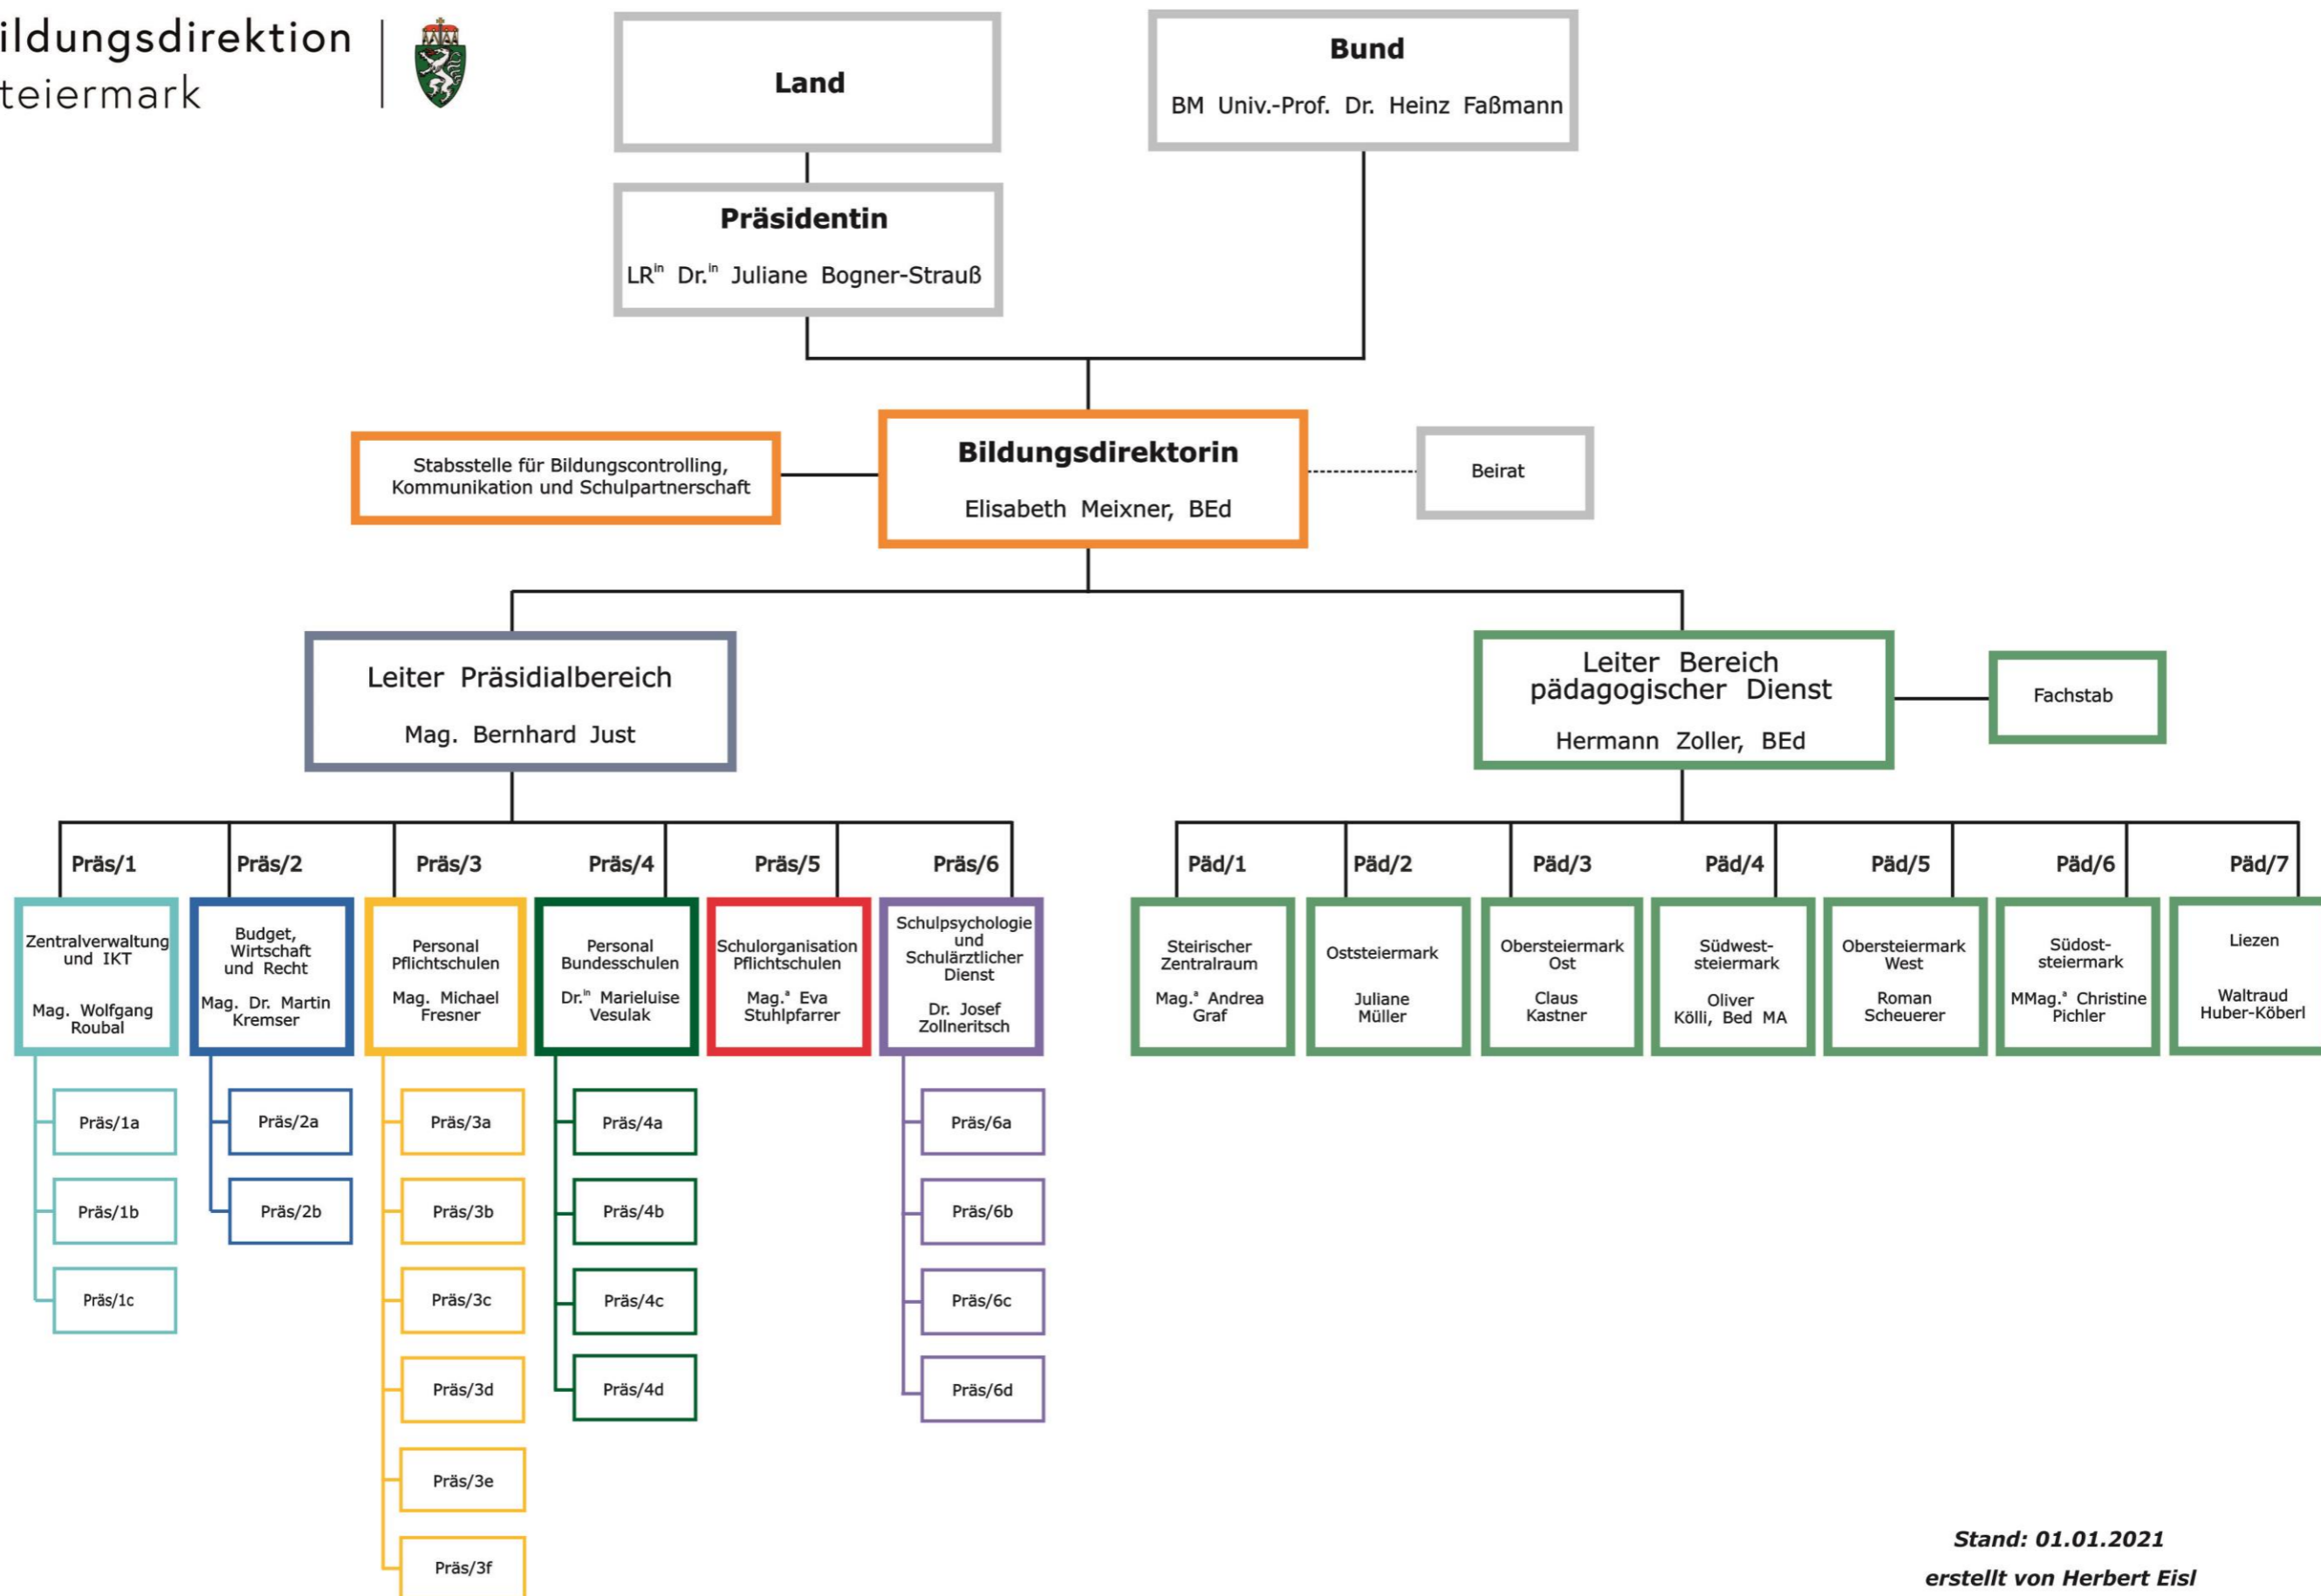 ildungsdirektion
teiermark
Land
Bund
BM Univ.-Prof. Dr. Heinz Faßmann
Präsidentin
LRⁱⁿ Dr.ⁱⁿ Juliane Bogner-Strauß
Stabsstelle für Bildungscontrolling,
Kommunikation und Schulpartnerschaft
Bildungsdirektorin
Elisabeth Meixner, BEd
Beirat
Leiter Präsidialbereich
Mag. Bernhard Just
Leiter Bereich
pädagogischer Dienst
Hermann Zoller, BEd
Fachstab
Präs/1
Präs/2
Präs/3
Präs/4
Präs/5
Präs/6
Päd/1
Päd/2
Päd/3
Päd/4
Päd/5
Päd/6
Päd/7
Zentralverwaltung
und IKT
Mag. Wolfgang
Roubal
Budget,
Wirtschaft
und Recht
Mag. Dr. Martin
Kremser
Personal
Pflichtschulen
Mag. Michael
Fresner
Personal
Bundesschulen
Dr.ⁱⁿ Marieluise
Vesulak
Schulorganisation
Pflichtschulen
Mag.ᵃ Eva
Stuhlpfarrer
Schulpsychologie
und
Schulärztlicher
Dienst
Dr. Josef
Zollneritsch
Steirischer
Zentralraum
Mag.ᵃ Andrea
Graf
Oststeiermark
Juliane
Müller
Obersteiermark
Ost
Claus
Kastner
Südwest-
steiermark
Oliver
Kölli, Bed MA
Obersteiermark
West
Roman
Scheuerer
Südost-
steiermark
MMag.ᵃ Christine
Pichler
Liezen
Waltraud
Huber-Köberl
Präs/1a
Präs/1b
Präs/1c
Präs/2a
Präs/2b
Präs/3a
Präs/3b
Präs/3c
Präs/3d
Präs/3e
Präs/3f
Präs/4a
Präs/4b
Präs/4c
Präs/4d
Präs/6a
Präs/6b
Präs/6c
Präs/6d
Stand: 01.01.2021
erstellt von Herbert Eisl